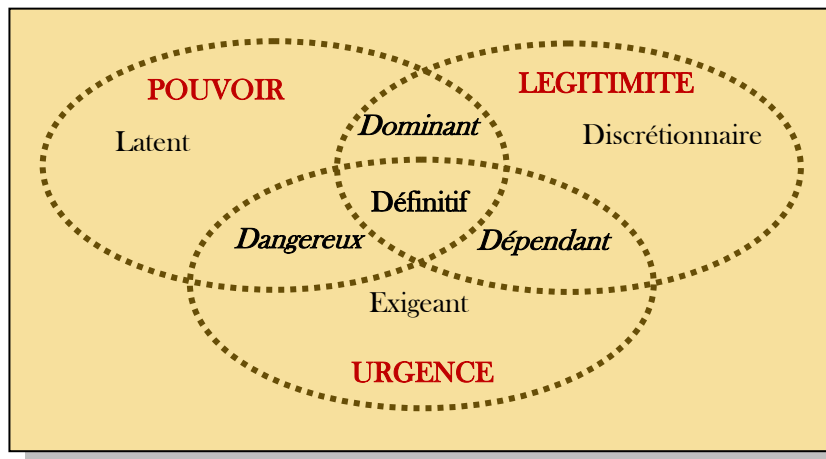 POUVOIR
LEGITIMITE
Dominant
Latent
Discrétionnaire
Définitif
Dangereux
Dépendant
Exigeant
URGENCE